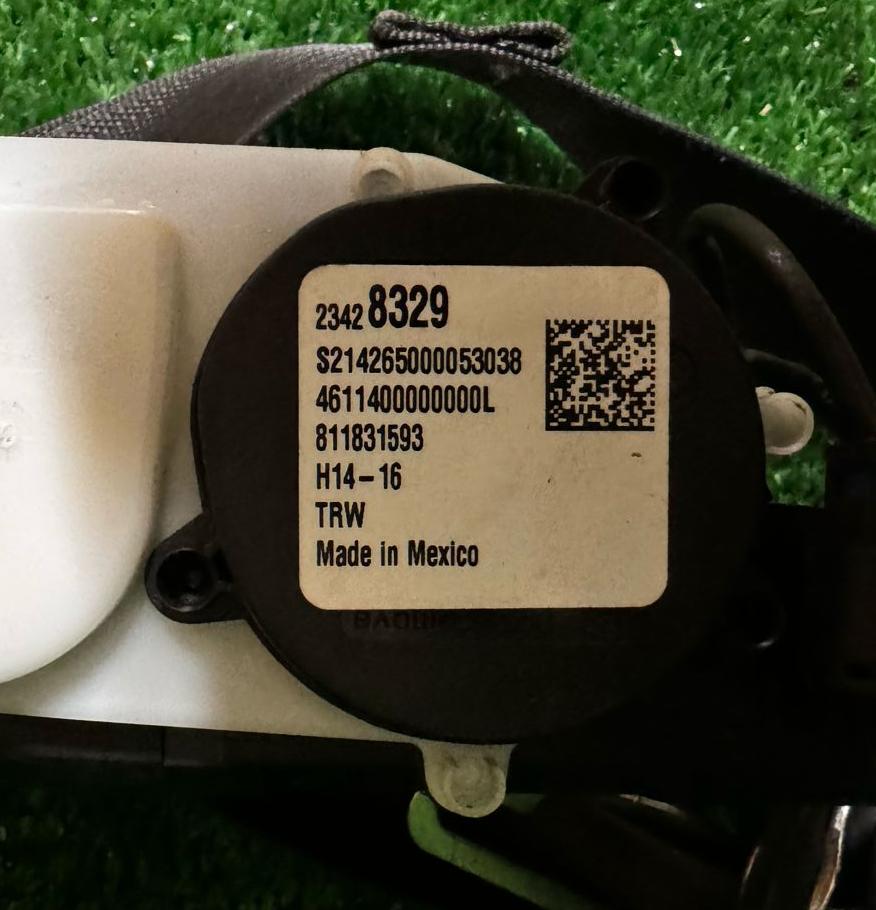 2342 8329
S214265000053038
4611400000000L
811831593
H14-16
TRW
Made in Mexico